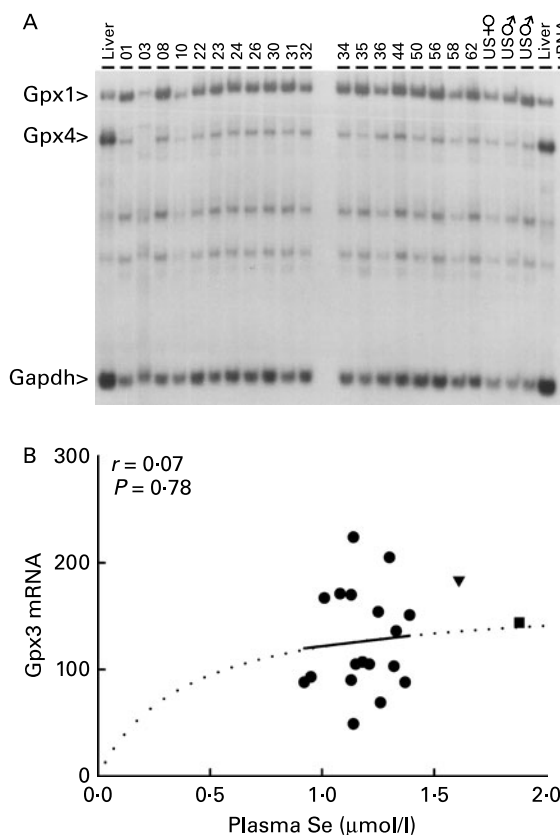 A
Liver 01 03 08 10 22 23 24 26 30 31 32 34 35 36 44 50 56 58 62 US♀ US♂ US♂ Liver
Gpx1>
Gpx4>
Gapdh>
B
300
r = 0·07
P = 0·78
200
100
0
Gpx3 mRNA
0·0 0·5 1·0 1·5 2·0
Plasma Se (μmol/l)